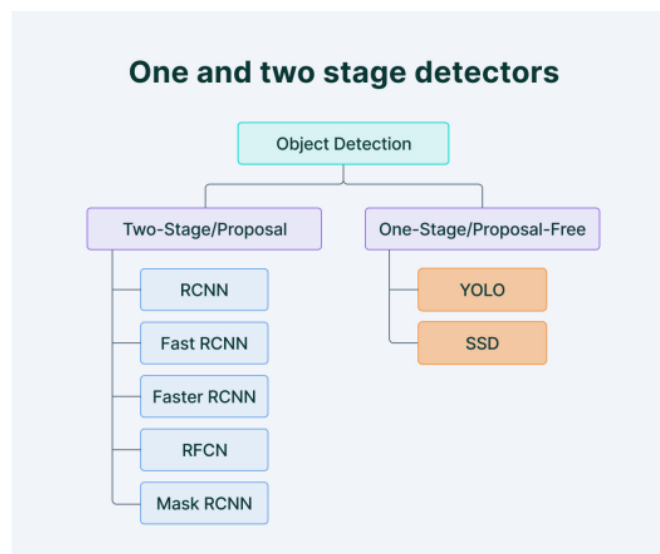 One and two stage detectors
Object Detection
Two-Stage/Proposal
One-Stage/Proposal-Free
RCNN
Fast RCNN
Faster RCNN
RFCN
Mask RCNN
YOLO
SSD